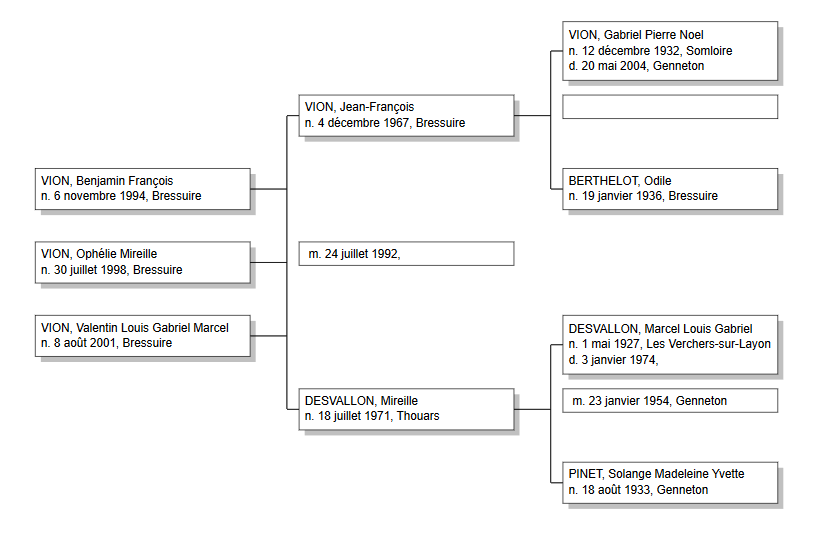 VION, Gabriel Pierre Noel
n. 12 décembre 1932, Somloire
d. 20 mai 2004, Genneton
VION, Jean-François
n. 4 décembre 1967, Bressuire
BERTHELOT, Odile
n. 19 janvier 1936, Bressuire
VION, Benjamin François
n. 6 novembre 1994, Bressuire
VION, Ophélie Mireille
n. 30 juillet 1998, Bressuire
m. 24 juillet 1992,
VION, Valentin Louis Gabriel Marcel
n. 8 août 2001, Bressuire
DESVALLON, Marcel Louis Gabriel
n. 1 mai 1927, Les Verchers-sur-Layon
d. 3 janvier 1974,
DESVALLON, Mireille
n. 18 juillet 1971, Thouars
m. 23 janvier 1954, Genneton
PINET, Solange Madeleine Yvette
n. 18 août 1933, Genneton